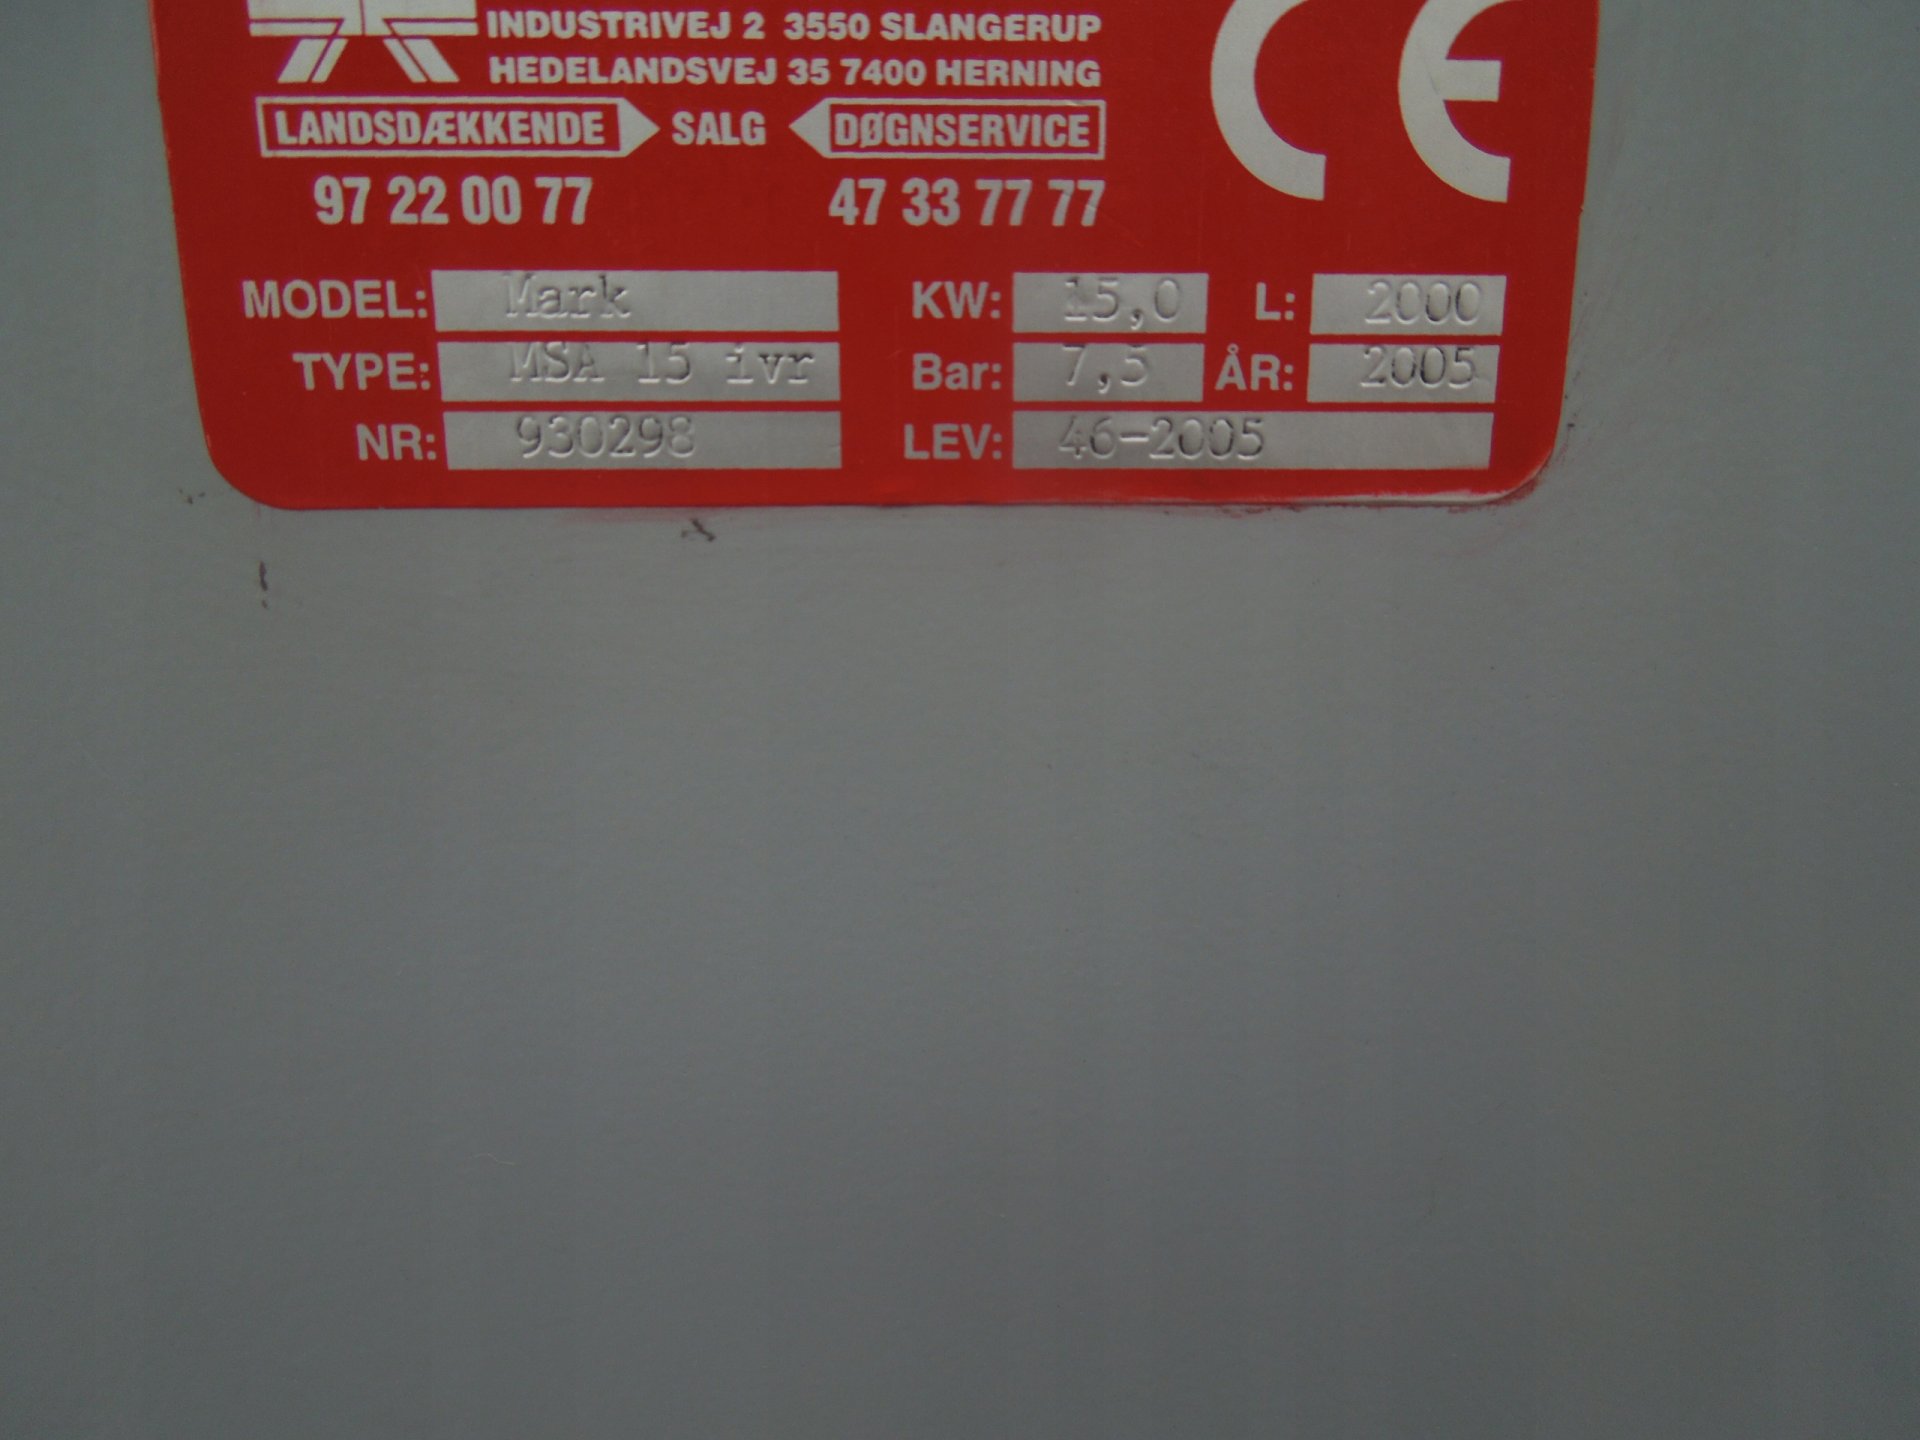 INDUSTRIVEJ 2 3550 SLANGERUP
HEDELANDSVEJ 35 7400 HERNING
LANDSDÆKKENDE SALG DØGNSERVICE
97 22 00 77 47 33 77 77
CE
MODEL: Mark KW: 15,0 L: 2000
TYPE: MSA 15 ivr Bar: 7,5 ÅR: 2005
NR: 930298 LEV: 46-2005